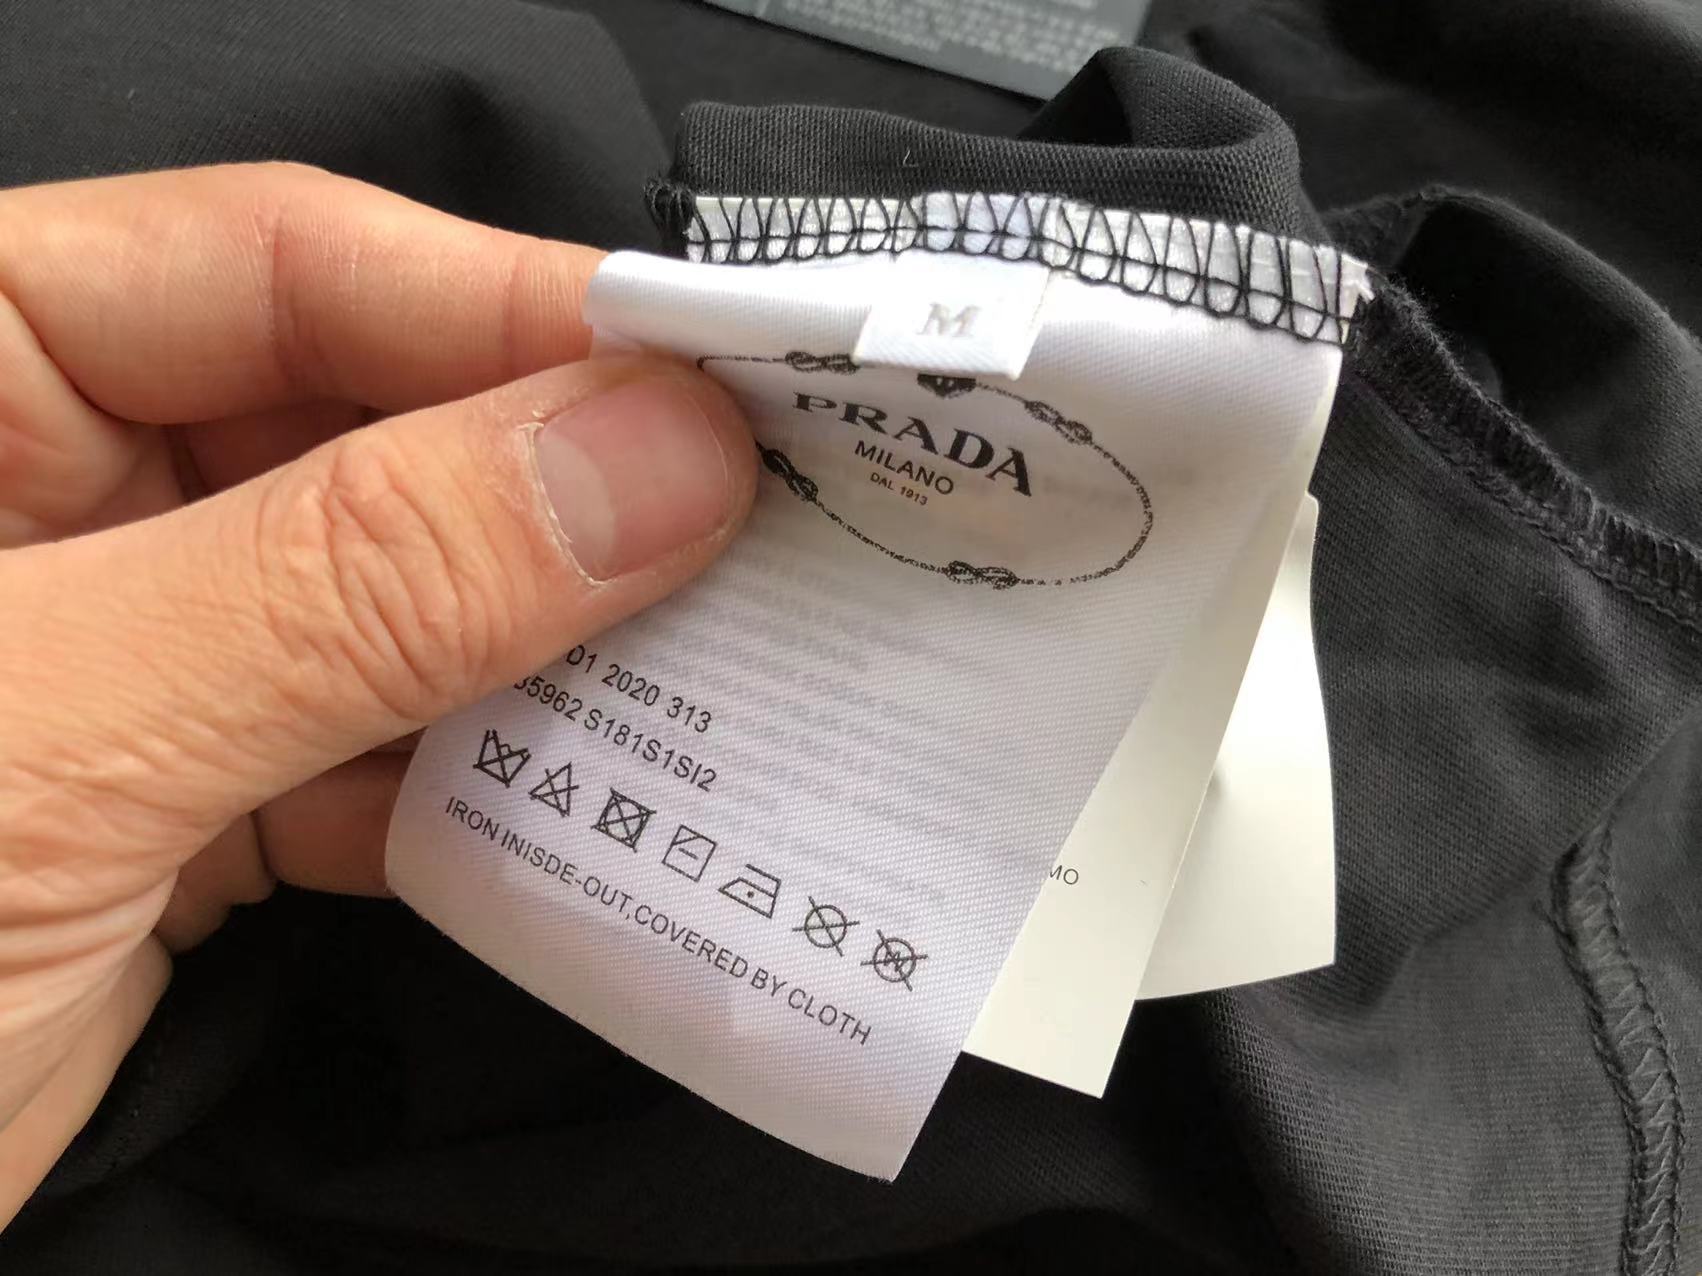 M
PRADA
MILANO
DAL 1913
D1 2020 313
35962 S181S1SI2
IRON INISDE-OUT,COVERED BY CLOTH
MO